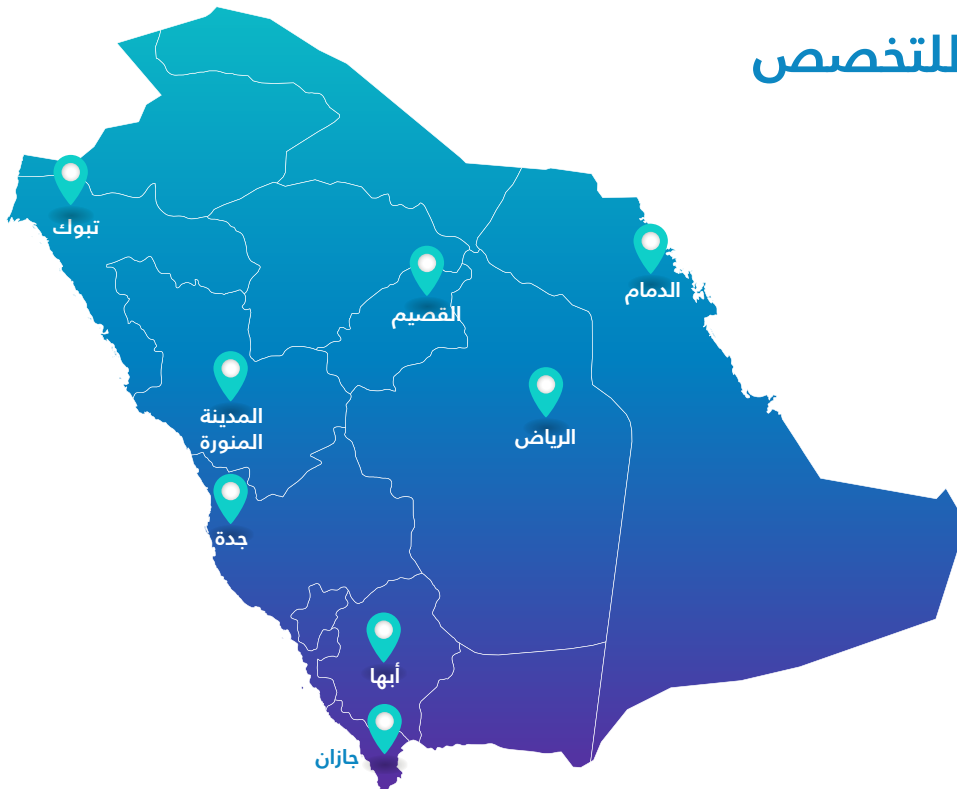 للتخصص
تبوك
الدمام
القصيم
المدينة
المنورة
الرياض
جدة
أبها
جازان